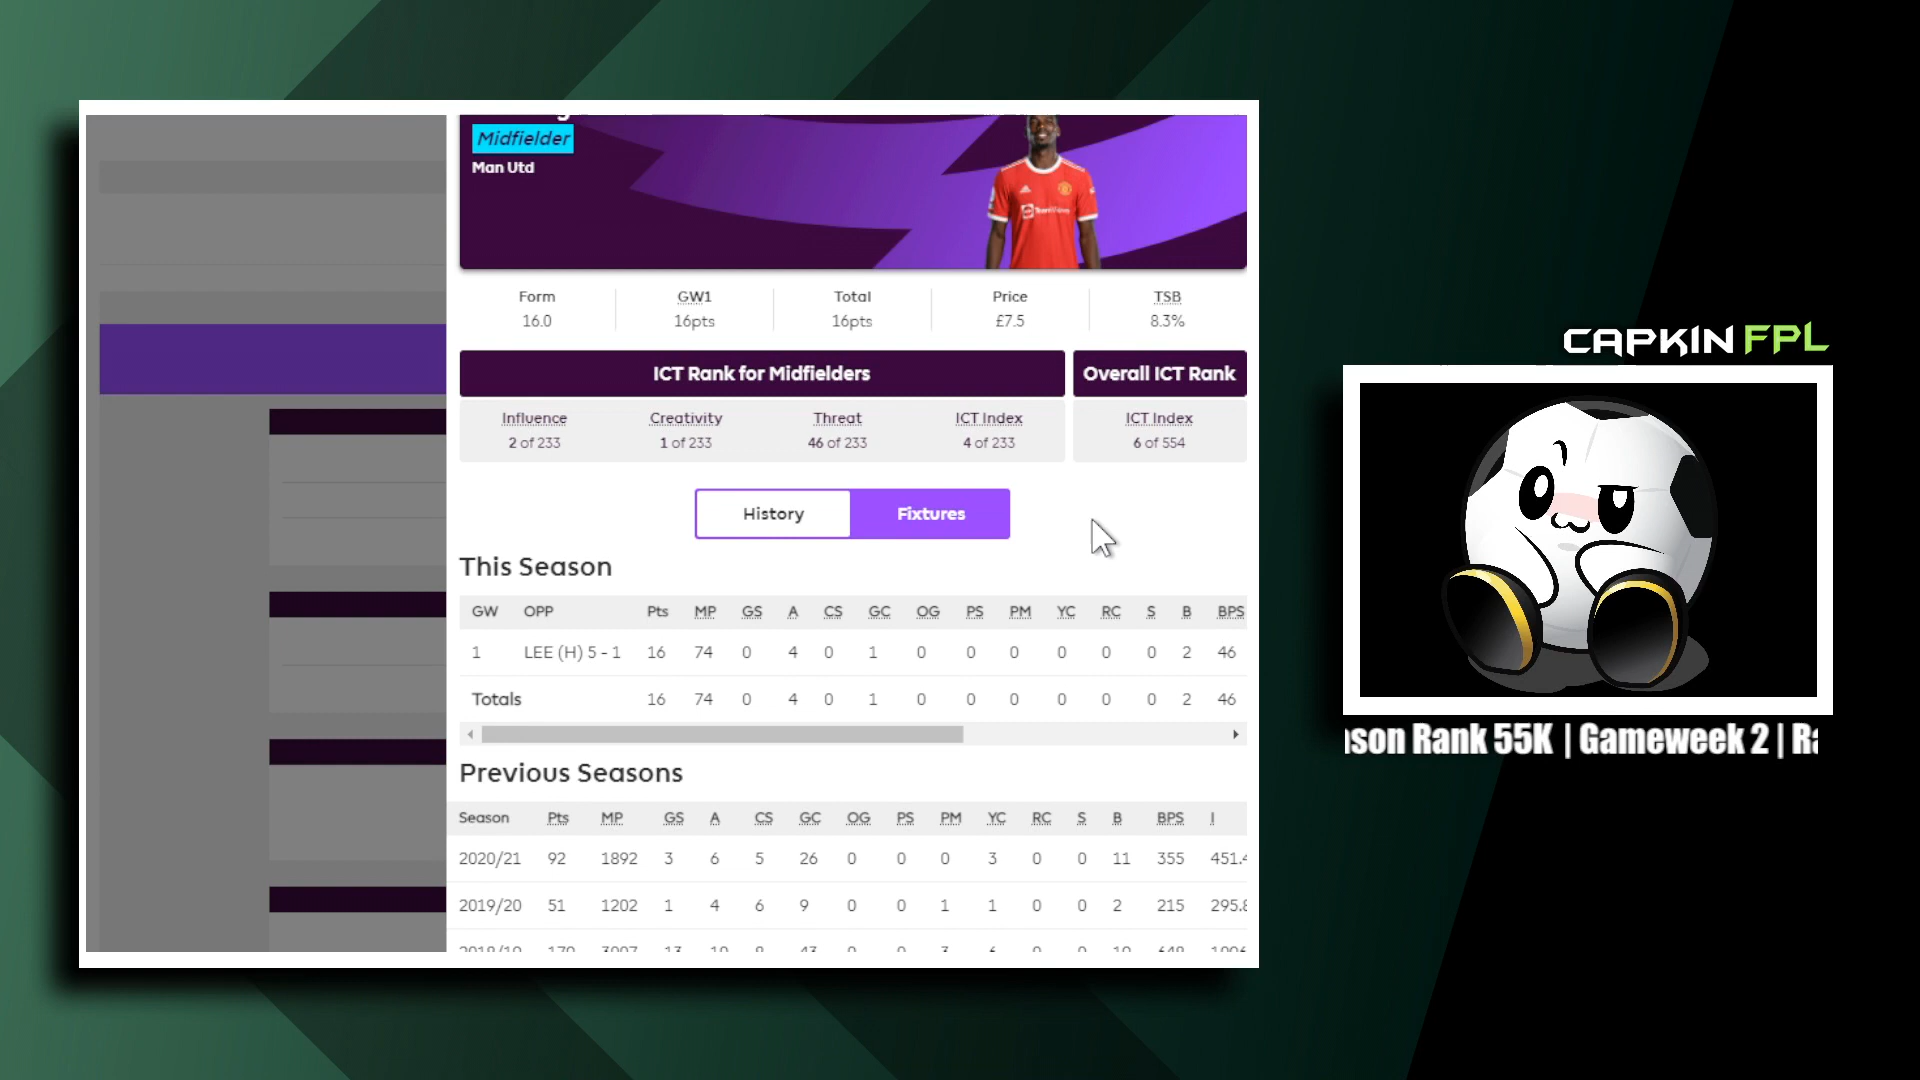 Midfielder
Man Utd
Form GW1 Total Price TSB
16.0 16pts 16pts £7.5 8.3%
ICT Rank for Midfielders Overall ICT Rank
Influence Creativity Threat ICT Index ICT Index
2 of 233 1 of 233 46 of 233 4 of 233 6 of 554
History Fixtures
This Season
GW OPP Pts MP GS A CS GC OG PS PM YC RC S B BPS
1 LEE (H) 5 - 1 16 74 0 4 0 1 0 0 0 0 0 0 2 46
Totals 16 74 0 4 0 1 0 0 0 0 0 0 2 46
Previous Seasons
Season Pts MP GS A CS GC OG PS PM YC RC S B BPS I
2020/21 92 1892 3 6 5 26 0 0 0 3 0 0 11 355 451.4
2019/20 51 1202 1 4 6 9 0 0 1 1 0 0 2 215 295.8
CAPKIN FPL
ason Rank 55K | Gameweek 2 | Ra